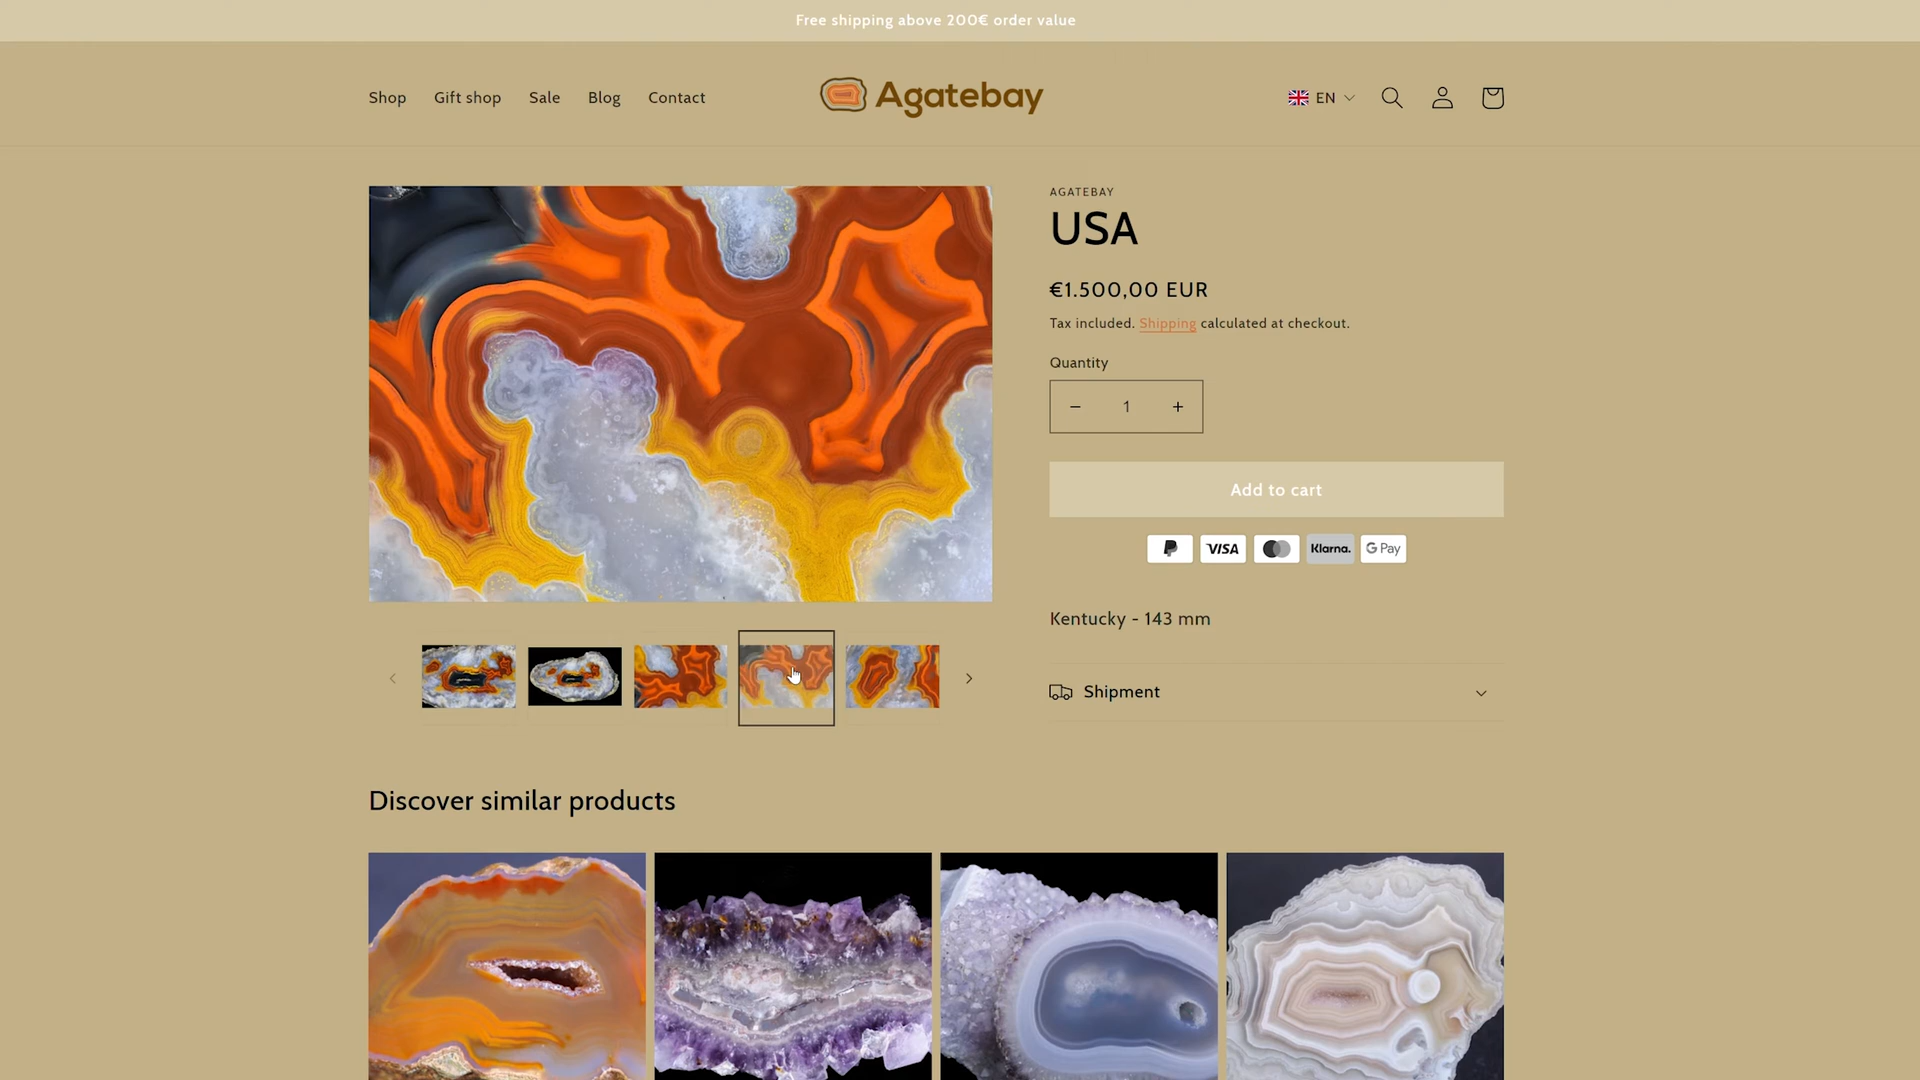 Free shipping above 200€ order value
Shop Gift shop Sale Blog Contact
Agatebay
EN
AGATEBAY
USA
€1.500,00 EUR
Tax included. Shipping calculated at checkout.
Quantity
− 1 +
Add to cart
VISA Klarna. G Pay
Kentucky - 143 mm
Shipment
Discover similar products